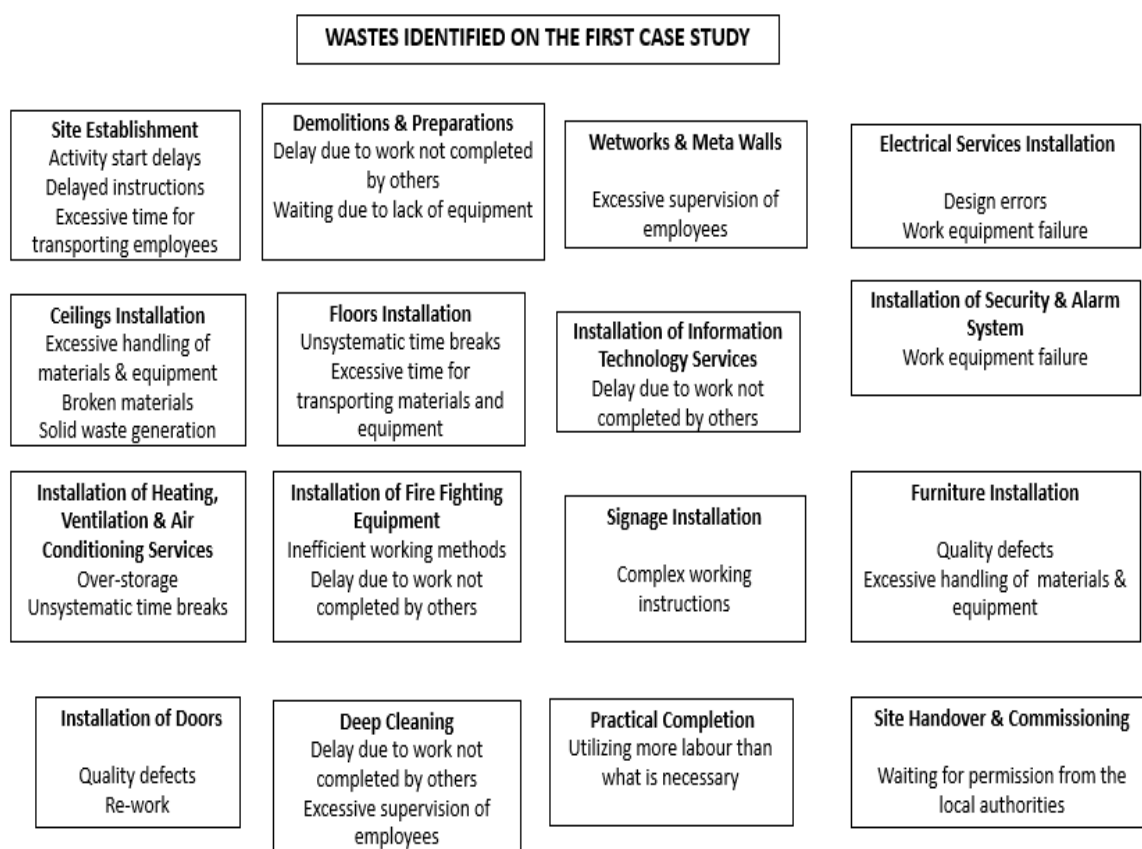 WASTES IDENTIFIED ON THE FIRST CASE STUDY
Site Establishment
Activity start delays
Delayed instructions
Excessive time for
transporting employees
Demolitions & Preparations
Delay due to work not completed
by others
Waiting due to lack of equipment
Wetworks & Meta Walls
Excessive supervision of
employees
Electrical Services Installation
Design errors
Work equipment failure
Ceilings Installation
Excessive handling of
materials & equipment
Broken materials
Solid waste generation
Floors Installation
Unsystematic time breaks
Excessive time for
transporting materials and
equipment
Installation of Information
Technology Services
Delay due to work not
completed by others
Installation of Security & Alarm
System
Work equipment failure
Installation of Heating,
Ventilation & Air
Conditioning Services
Over-storage
Unsystematic time breaks
Installation of Fire Fighting
Equipment
Inefficient working methods
Delay due to work not
completed by others
Signage Installation
Complex working
instructions
Furniture Installation
Quality defects
Excessive handling of materials &
equipment
Installation of Doors
Quality defects
Re-work
Deep Cleaning
Delay due to work not
completed by others
Excessive supervision of
employees
Practical Completion
Utilizing more labour than
what is necessary
Site Handover & Commissioning
Waiting for permission from the
local authorities